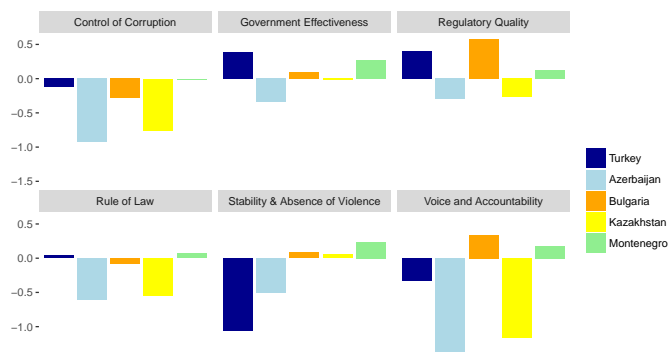 Control of Corruption
Government Effectiveness
Regulatory Quality
0.5
0.0
−0.5
−1.0
−1.5
Rule of Law
Stability & Absence of Violence
Voice and Accountability
0.5
0.0
−0.5
−1.0
Turkey
Azerbaijan
Bulgaria
Kazakhstan
Montenegro